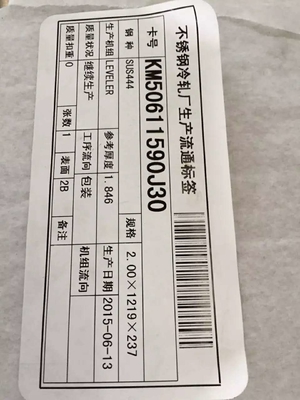 不锈钢冷轧厂生产流通标签
卡号 KM50611590J30
钢种 SUS444 规格 2.00×1219×237
生产机组 LEVELER 参考厚度 1.846 生产日期 2015-06-13
质量状况 继续生产 工序流向 包装 机组流向
质量扣重 0 张数 1 表面 2B 备注